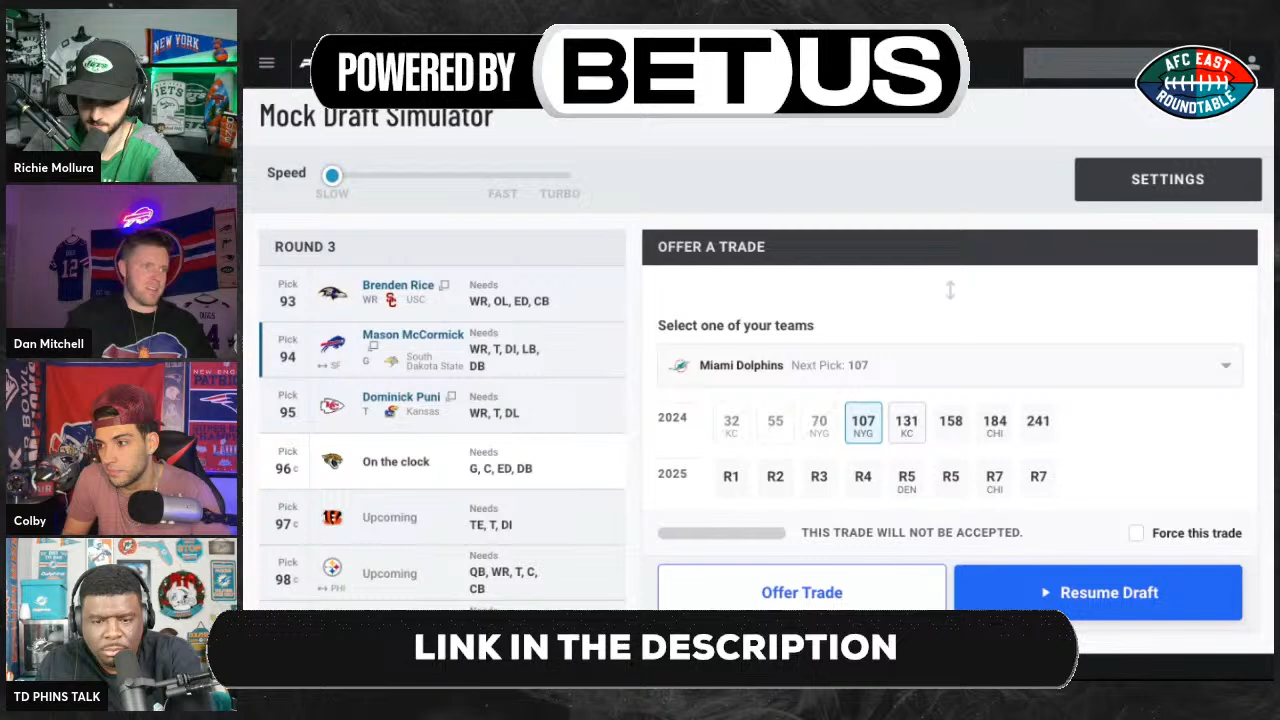 POWERED BY BETUS
AFC EAST
ROUNDTABLE
NEW YORK
JETS
Richie Mollura
12
Dan Mitchell
NEW ENGLAND
PATRIO
Colby
TD PHINS TALK
Mock Draft Simulator
Speed
SLOW
FAST
TURBO
SETTINGS
ROUND 3
Pick
93
Brenden Rice
WR
SC
USC
Needs
WR, OL, ED, CB
Pick
94
↔ SF
Mason McCormick
G
South
Dakota State
Needs
WR, T, DI, LB,
DB
Pick
95
Dominick Puni
T
Kansas
Needs
WR, T, DL
Pick
96 c
On the clock
Needs
G, C, ED, DB
Pick
97 c
Upcoming
Needs
TE, T, DI
Pick
98 c
↔ PHI
Upcoming
Needs
QB, WR, T, C,
CB
OFFER A TRADE
Select one of your teams
Miami Dolphins Next Pick: 107
2024
32
KC
55
70
NYG
107
NYG
131
KC
158
184
CHI
241
2025
R1
R2
R3
R4
R5
DEN
R5
R7
CHI
R7
THIS TRADE WILL NOT BE ACCEPTED.
Force this trade
Offer Trade
Resume Draft
LINK IN THE DESCRIPTION